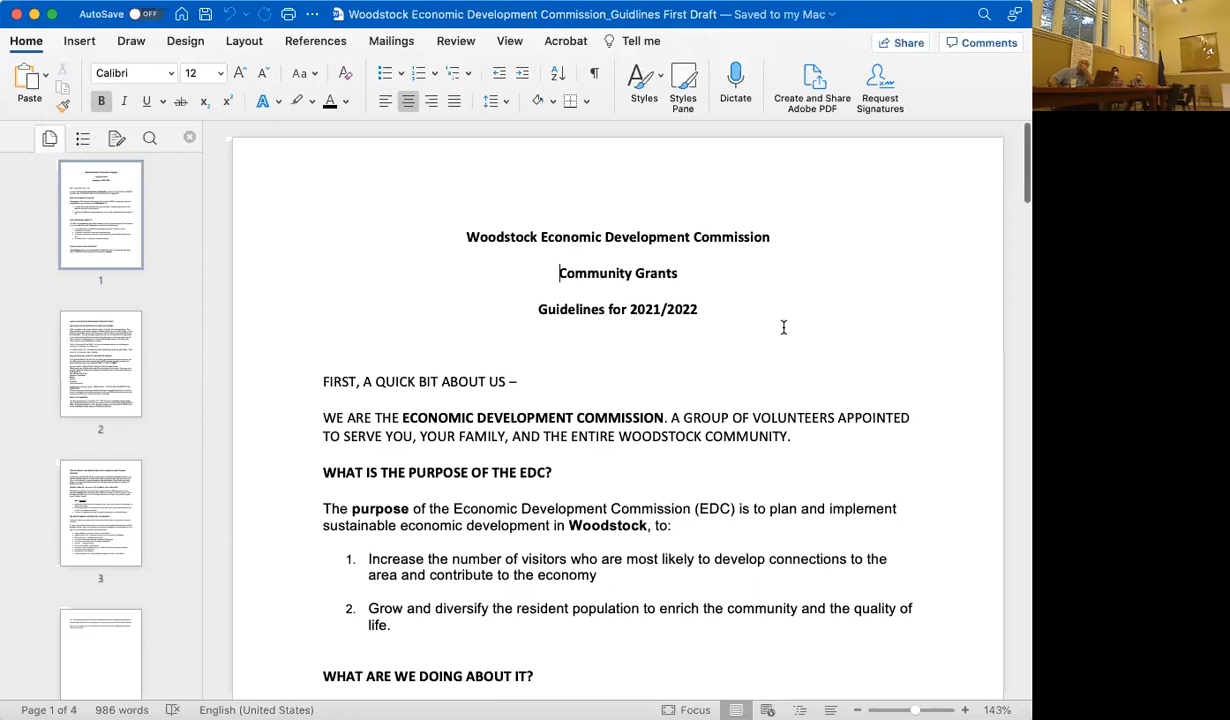 AutoSave OFF
Woodstock Economic Development Commission_Guidlines First Draft — Saved to my Mac
Home Insert Draw Design Layout References Mailings Review View Acrobat Tell me
Share Comments
Paste
Calibri 12
Aa
B I U ab x2 x2 A A
Styles
Styles Pane
Dictate
Create and Share Adobe PDF
Request Signatures
1
2
3
Woodstock Economic Development Commission
Community Grants
Guidelines for 2021/2022
FIRST, A QUICK BIT ABOUT US –
WE ARE THE ECONOMIC DEVELOPMENT COMMISSION. A GROUP OF VOLUNTEERS APPOINTED
TO SERVE YOU, YOUR FAMILY, AND THE ENTIRE WOODSTOCK COMMUNITY.
WHAT IS THE PURPOSE OF THE EDC?
The purpose of the Economic Development Commission (EDC) is to plan and implement
sustainable economic development in Woodstock, to:
1. Increase the number of visitors who are most likely to develop connections to the
area and contribute to the economy
2. Grow and diversify the resident population to enrich the community and the quality of
life.
WHAT ARE WE DOING ABOUT IT?
Page 1 of 4 986 words English (United States) Focus 143%